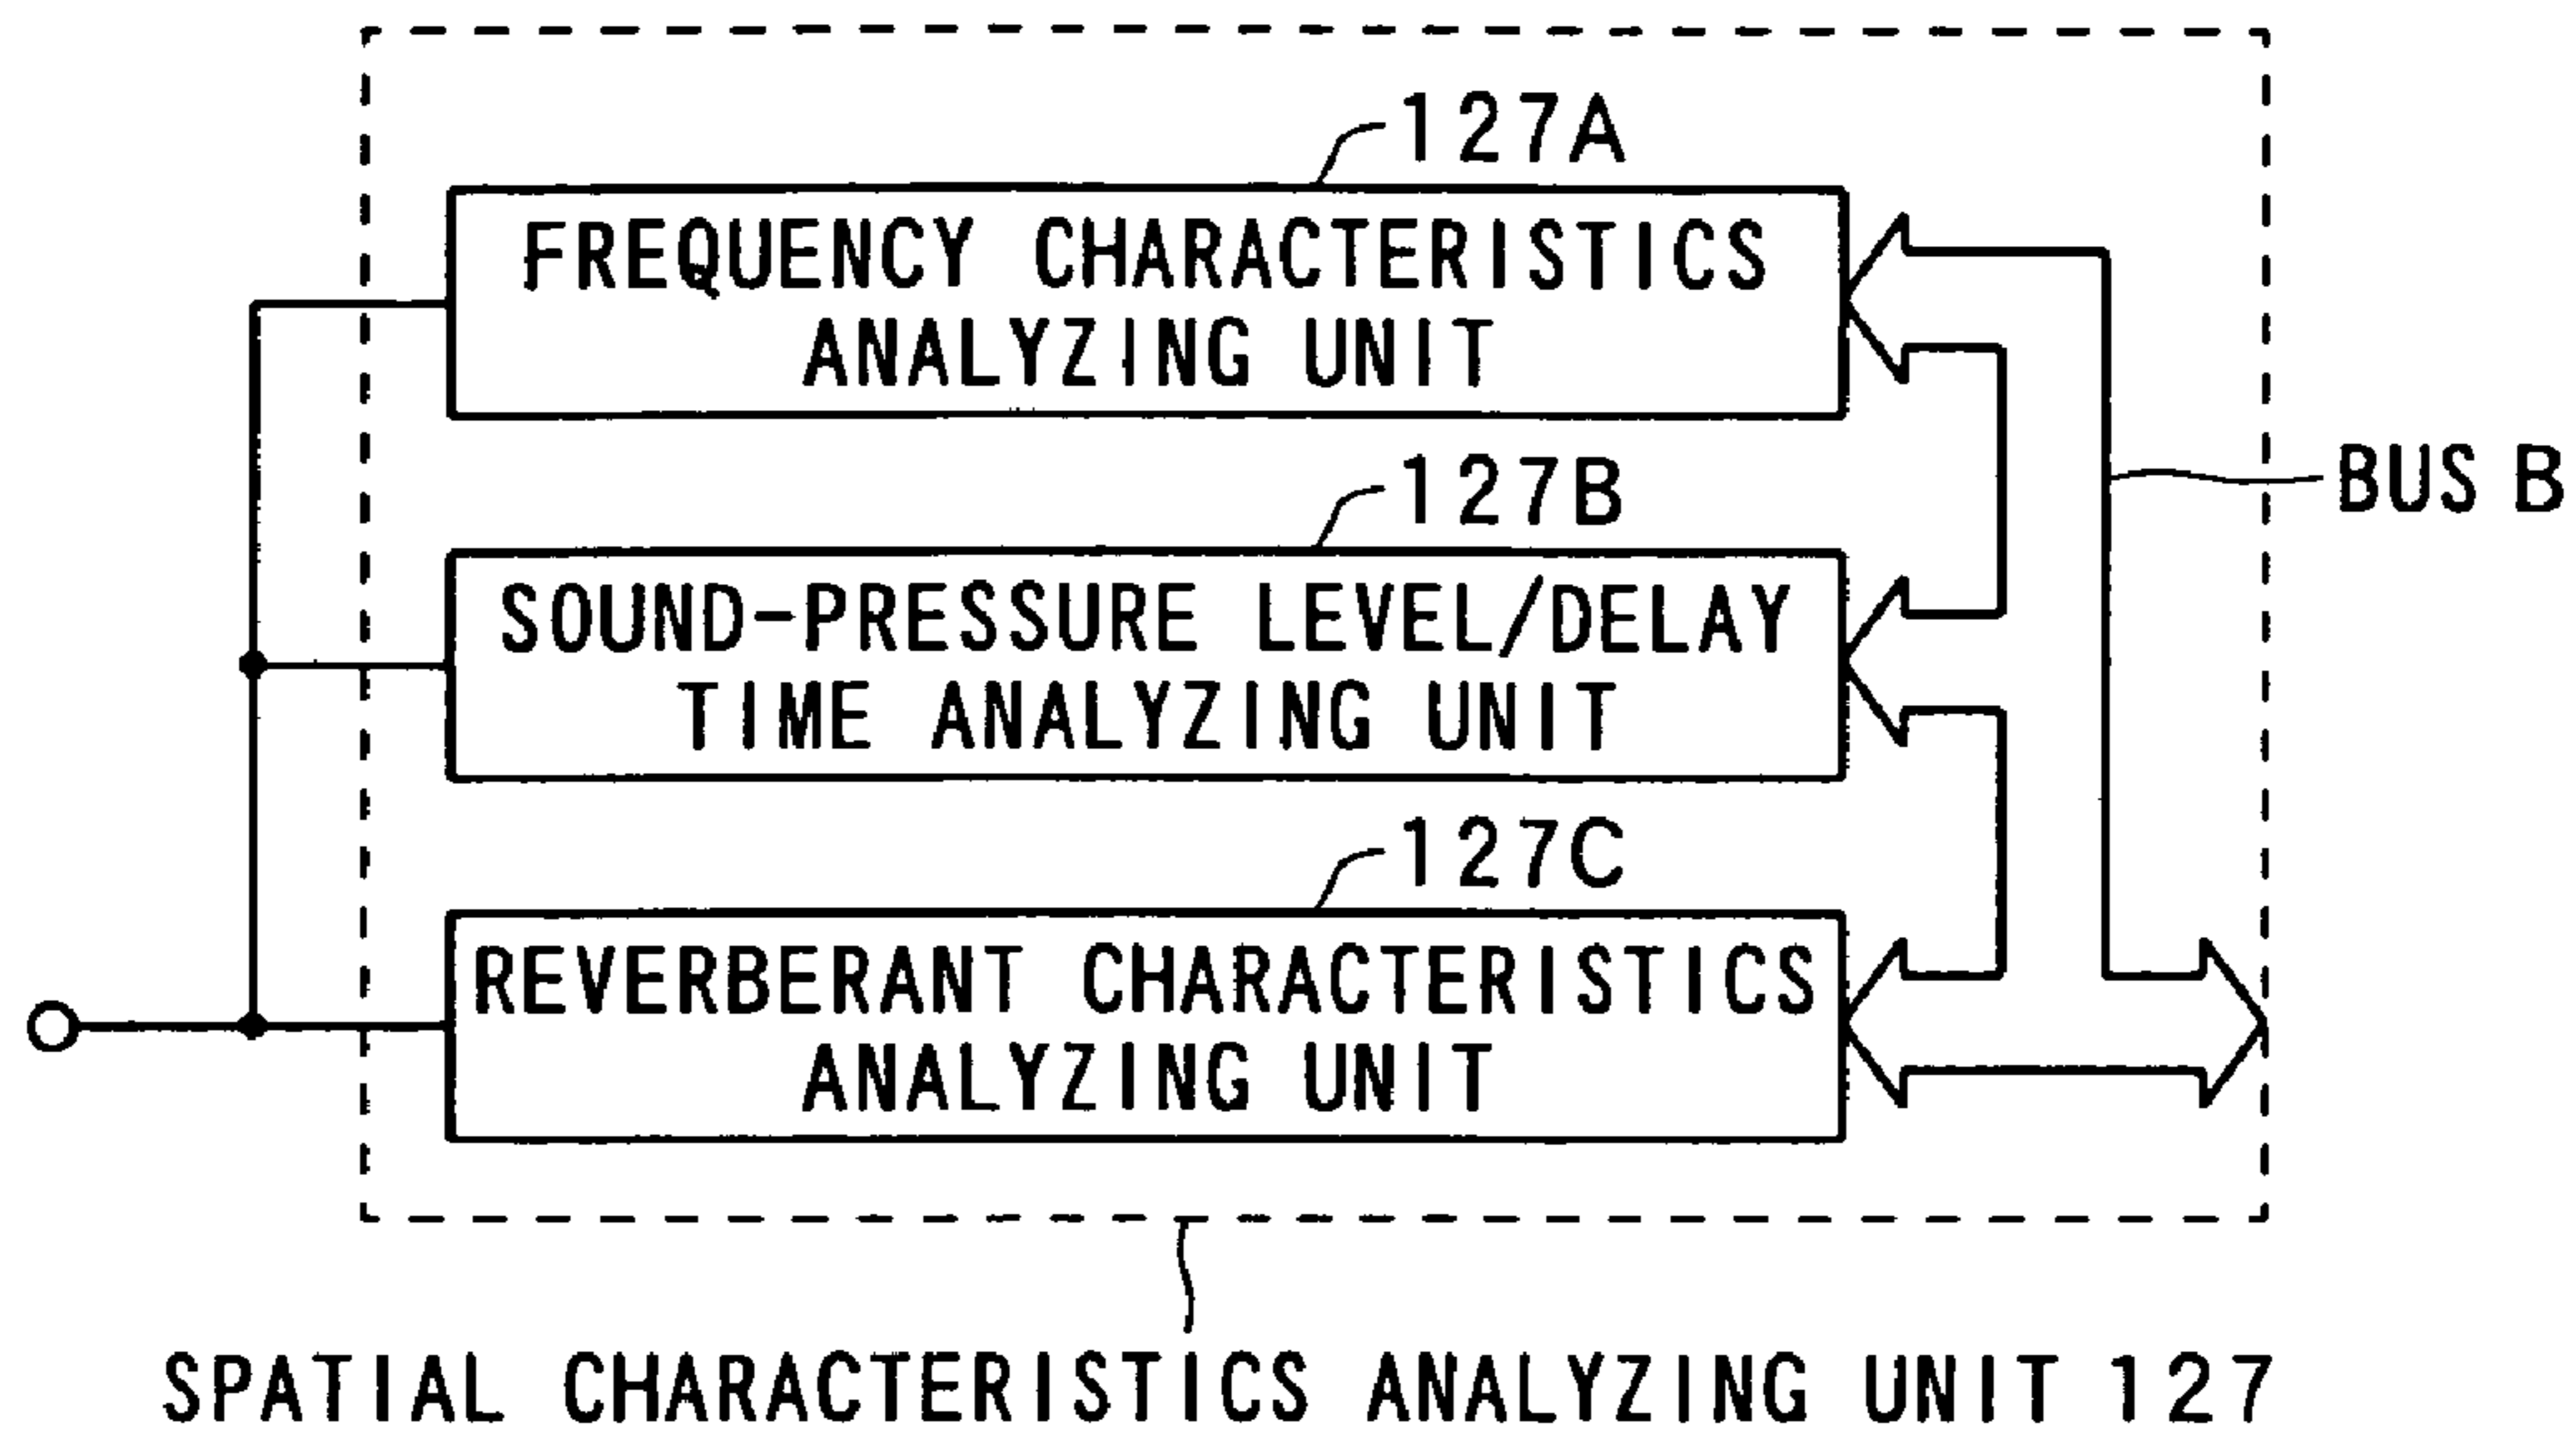 127A
FREQUENCY CHARACTERISTICS
ANALYZING UNIT
BUS B
127B
SOUND-PRESSURE LEVEL/DELAY
TIME ANALYZING UNIT
127C
REVERBERANT CHARACTERISTICS
ANALYZING UNIT
SPATIAL CHARACTERISTICS ANALYZING UNIT 127